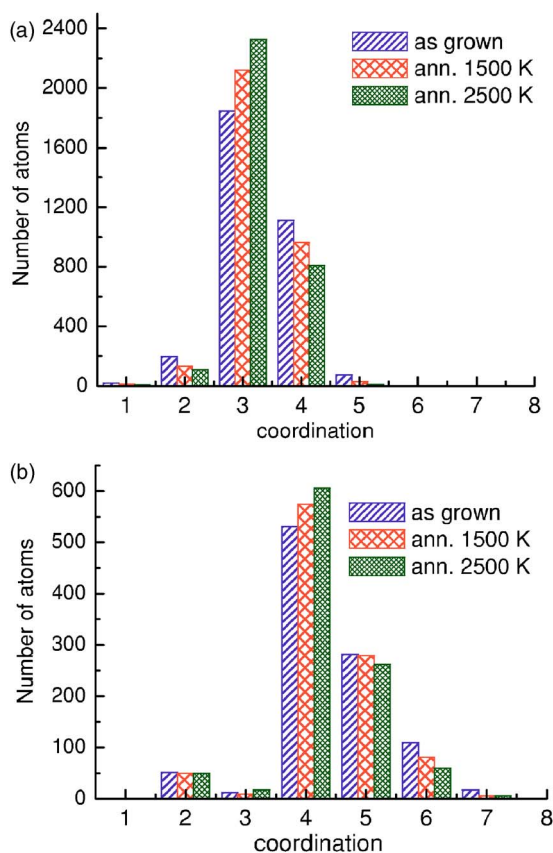 (a)
2400
2000
1600
1200
800
400
0
Number of atoms
as grown
ann. 1500 K
ann. 2500 K
1 2 3 4 5 6 7 8
coordination
(b)
600
500
400
300
200
100
0
Number of atoms
as grown
ann. 1500 K
ann. 2500 K
1 2 3 4 5 6 7 8
coordination